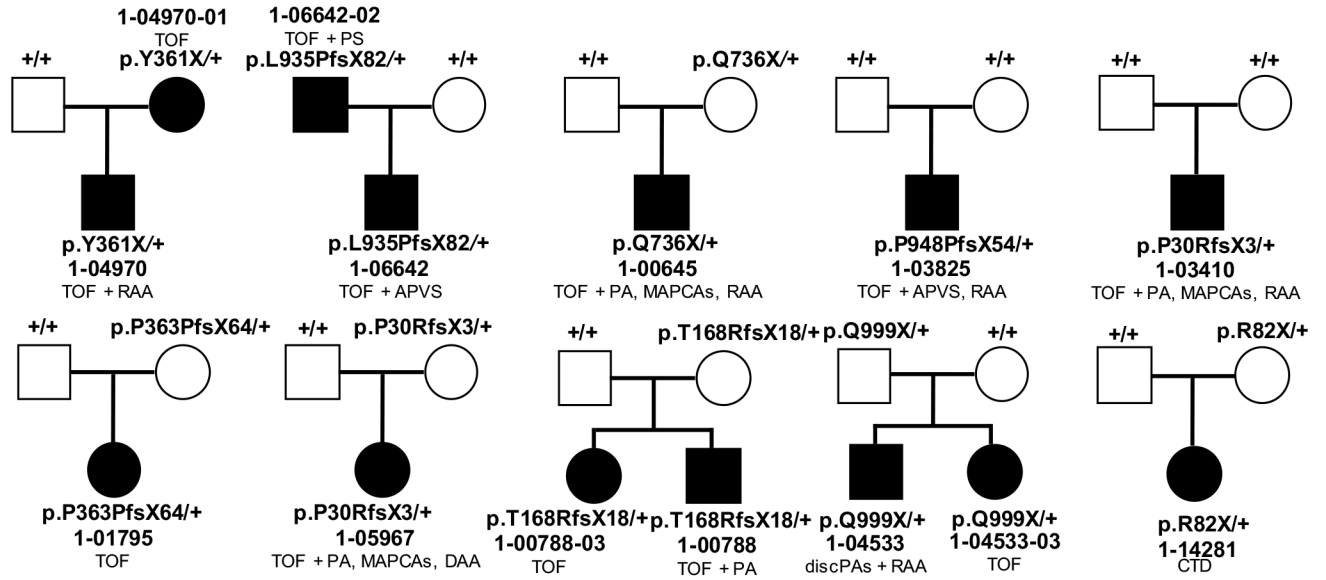 1-04970-01
TOF
+/+ p.Y361X/+
p.Y361X/+
1-04970
TOF + RAA
1-06642-02
TOF + PS
p.L935PfsX82/+ +/+
p.L935PfsX82/+
1-06642
TOF + APVS
+/+ p.Q736X/+
p.Q736X/+
1-00645
TOF + PA, MAPCAs, RAA
+/+ +/+
p.P948PfsX54/+
1-03825
TOF + APVS, RAA
+/+ +/+
p.P30RfsX3/+
1-03410
TOF + PA, MAPCAs, RAA
+/+ p.P363PfsX64/+
p.P363PfsX64/+
1-01795
TOF
+/+ p.P30RfsX3/+
p.P30RfsX3/+
1-05967
TOF + PA, MAPCAs, DAA
+/+ p.T168RfsX18/+
p.T168RfsX18/+ p.T168RfsX18/+
1-00788-03 1-00788
TOF TOF + PA
p.Q999X/+ +/+
p.Q999X/+ p.Q999X/+
1-04533 1-04533-03
discPAs + RAA TOF
+/+ p.R82X/+
p.R82X/+
1-14281
CTD